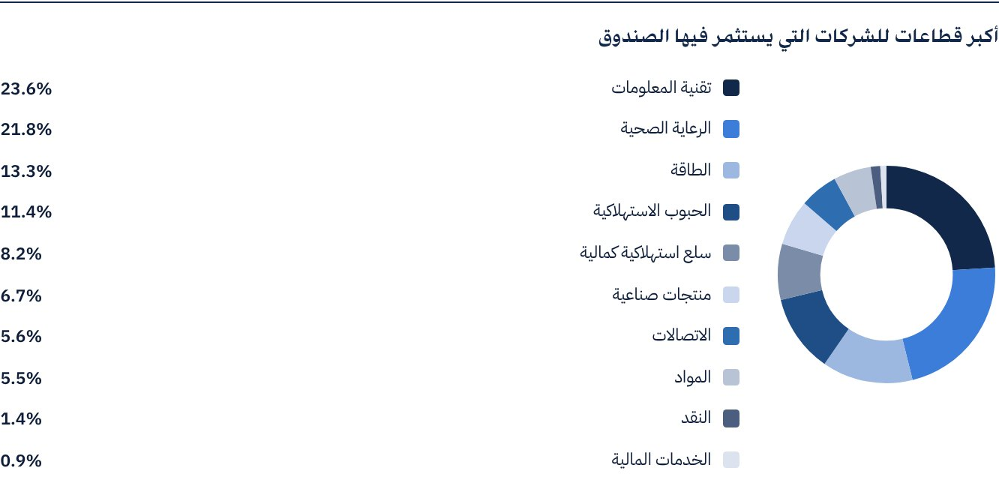 أكبر قطاعات للشركات التي يستثمر فيها الصندوق
تقنية المعلومات 23.6%
الرعاية الصحية 21.8%
الطاقة 13.3%
الحبوب الاستهلاكية 11.4%
سلع استهلاكية كمالية 8.2%
منتجات صناعية 6.7%
الاتصالات 5.6%
المواد 5.5%
النقد 1.4%
الخدمات المالية 0.9%